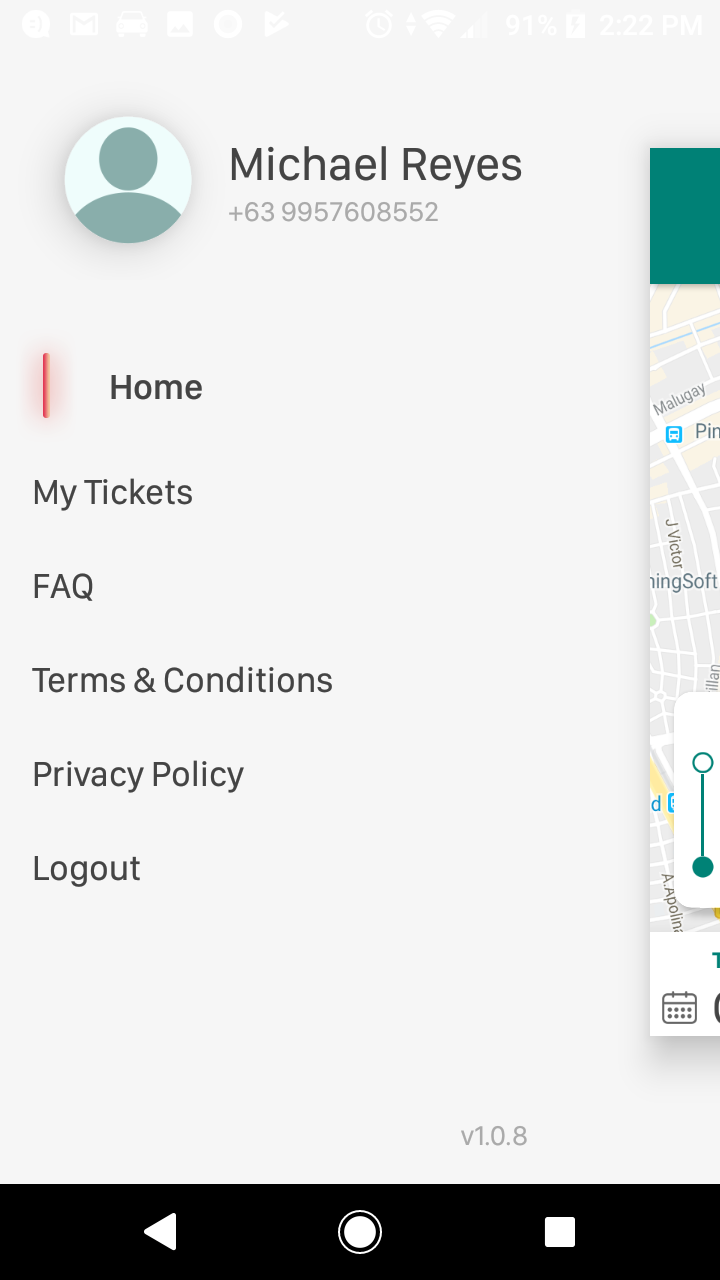 91% 2:22 PM
Michael Reyes
+63 9957608552
Home
My Tickets
FAQ
Terms & Conditions
Privacy Policy
Logout
v1.0.8
Malugay
Pin
J Victor
ningSoft
illan
d
A.Apolina
T